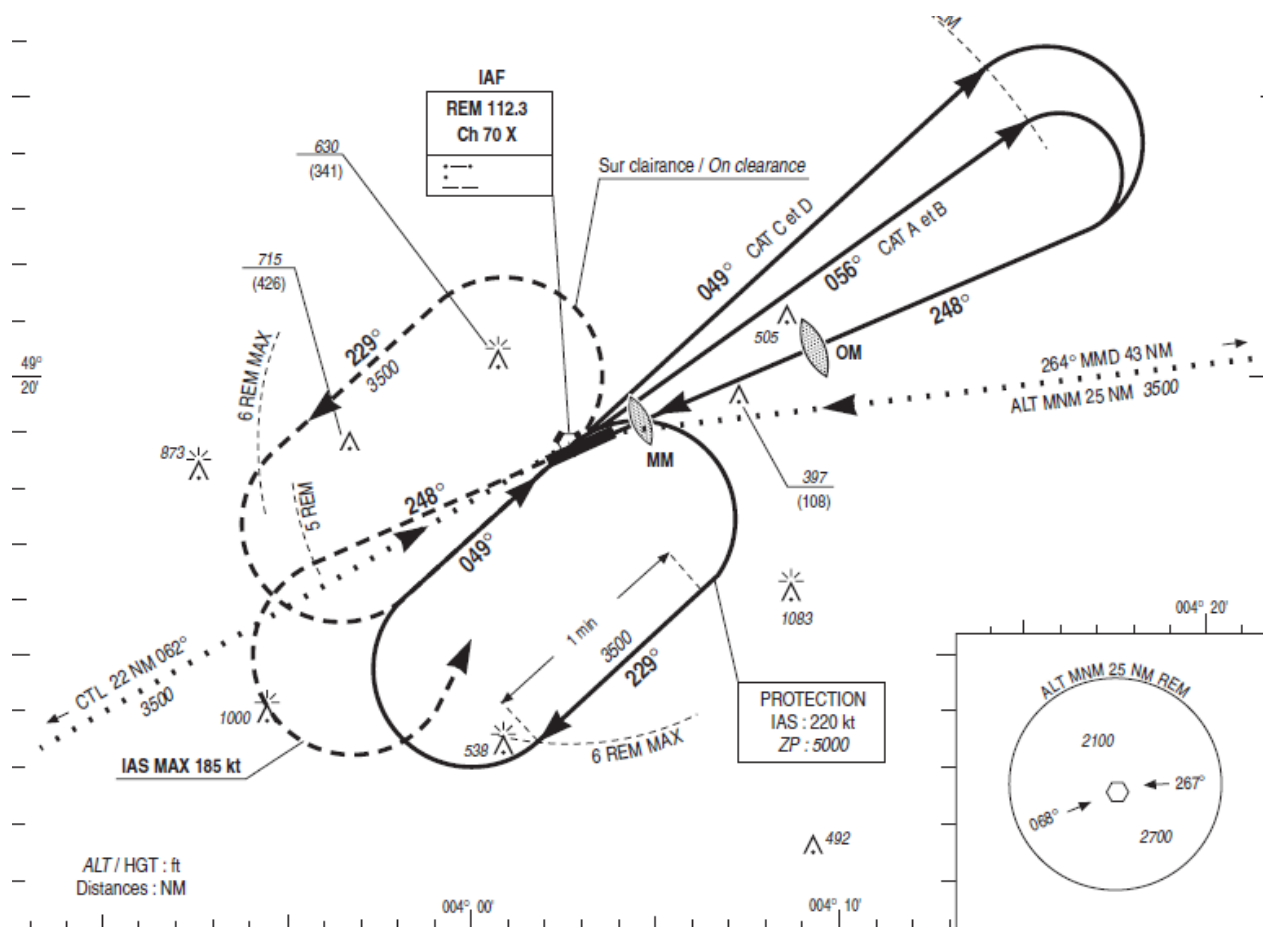 IAF
REM 112.3
Ch 70 X
630
(341)
Sur clairance / On clearance
715
(426)
049° CAT C et D
056° CAT A et B
248°
505
OM
49°
20'
6 REM MAX
229°
3500
264° MMD 43 NM
ALT MNM 25 NM 3500
873
MM
397
(108)
5 REM
248°
049°
1083
004° 20'
1 min
3500
229°
CTL 22 NM 062°
3500
1000
538
6 REM MAX
PROTECTION
IAS : 220 kt
ZP : 5000
IAS MAX 185 kt
ALT MNM 25 NM REM
2100
267°
068°
2700
492
ALT / HGT : ft
Distances : NM
004° 00'
004° 10'